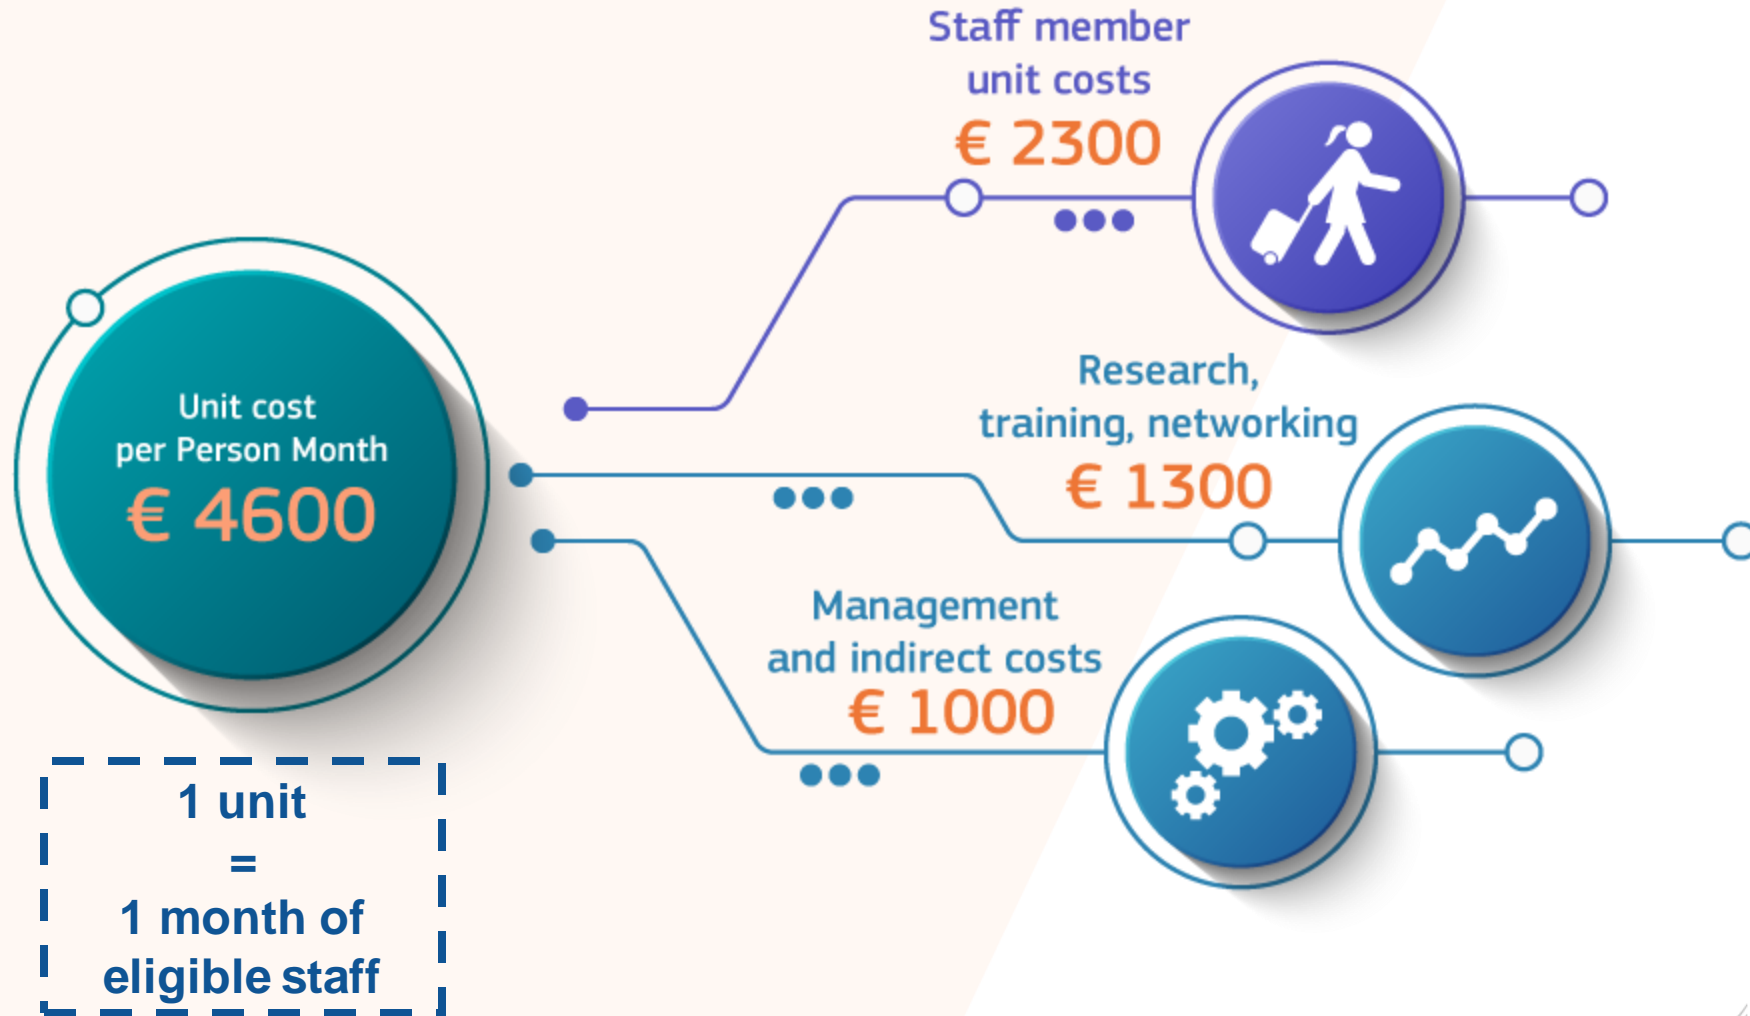 Staff member
unit costs
€ 2300
Unit cost
per Person Month
€ 4600
Research,
training, networking
€ 1300
Management
and indirect costs
€ 1000
1 unit
=
1 month of
eligible staff